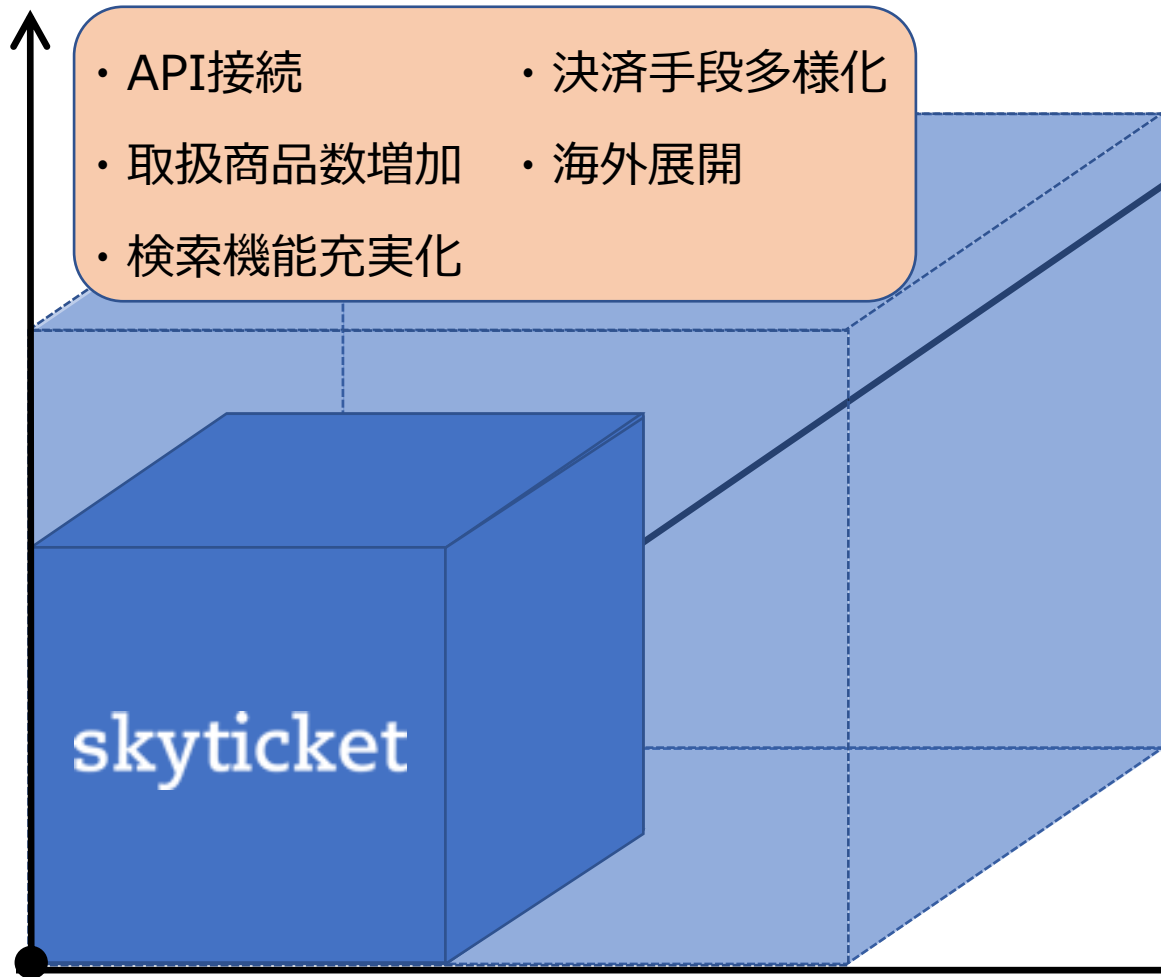 ・API接続
・取扱商品数増加
・検索機能充実化
・決済手段多様化
・海外展開
skyticket